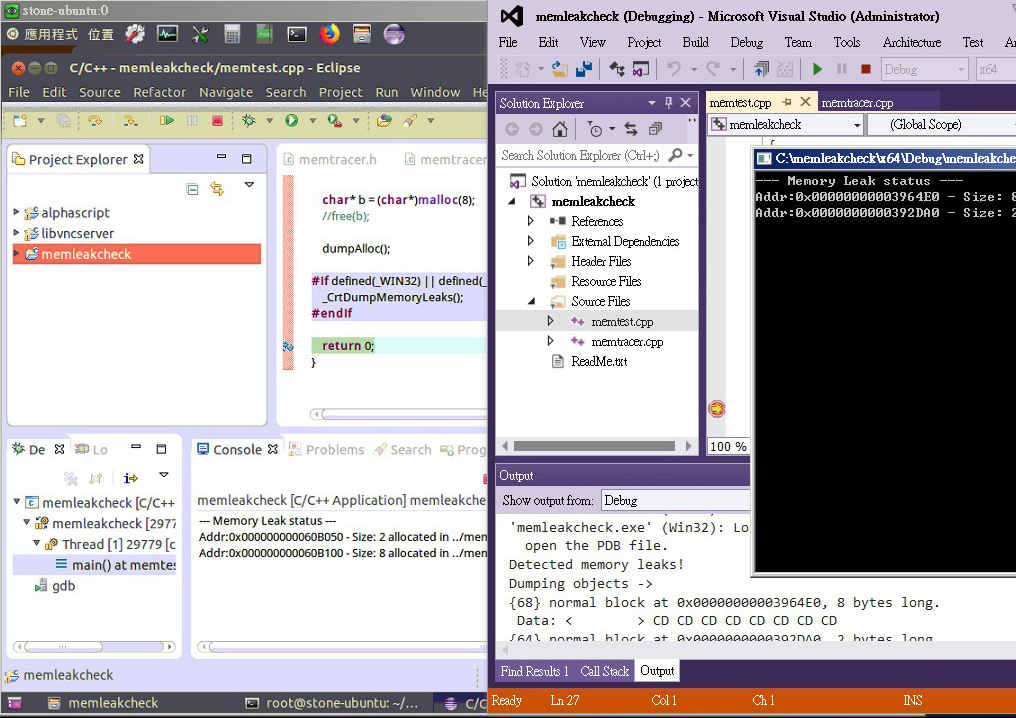 stone-ubuntu:0
應用程式 位置
C/C++ - memleakcheck/memtest.cpp - Eclipse
File Edit Source Refactor Navigate Search Project Run Window He
Project Explorer
alphascript
libvncserver
memleakcheck
memtracer.h memtracer
char* b = (char*)malloc(8);
//free(b);
dumpAlloc();
#if defined(_WIN32) || defined(_
_CrtDumpMemoryLeaks();
#endif
return 0;
}
De Lo
memleakcheck [C/C++
memleakcheck [2977
Thread [1] 29779 [c
main() at memtes
gdb
Console Problems Search Prog
memleakcheck [C/C++ Application] memleakche
--- Memory Leak status ---
Addr:0x000000000060B050 - Size: 2 allocated in ../men
Addr:0x000000000060B100 - Size: 8 allocated in ../men
memleakcheck
memleakcheck root@stone-ubuntu: ~/... C/C
memleakcheck (Debugging) - Microsoft Visual Studio (Administrator)
File Edit View Project Build Debug Team Tools Architecture Test Ar
Debug x64
Solution Explorer
Search Solution Explorer (Ctrl+;)
Solution 'memleakcheck' (1 project
memleakcheck
References
External Dependencies
Header Files
Resource Files
Source Files
memtest.cpp
memtracer.cpp
ReadMe.txt
memtest.cpp memtracer.cpp
memleakcheck (Global Scope)
{
100 %
C:\memleakcheck\x64\Debug\memleakche
--- Memory Leak status ---
Addr:0x00000000003964E0 - Size: 8
Addr:0x0000000000392DA0 - Size: 2
Output
Show output from: Debug
'memleakcheck.exe' (Win32): Lo
open the PDB file.
Detected memory leaks!
Dumping objects ->
{68} normal block at 0x00000000003964E0, 8 bytes long.
Data: < > CD CD CD CD CD CD CD CD
{64} normal block at 0x0000000000392DA0, 2 bytes long.
Find Results 1 Call Stack Output
Ready Ln 27 Col 1 Ch 1 INS